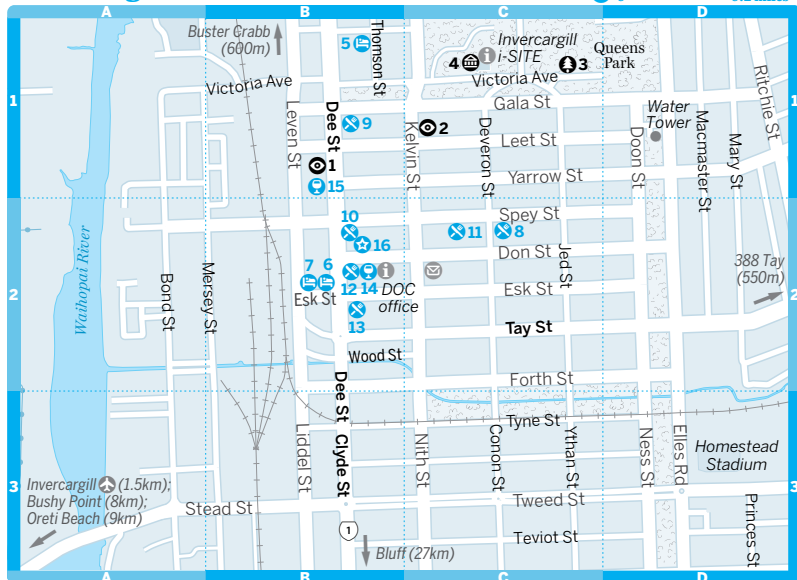 A
B
C
D
Buster Crabb
(600m)
5
Thomson St
4
Invercargill
i-SITE
3
Queens
Park
Victoria Ave
Victoria Ave
Ritchie St
1
1
Gala St
Leven St
Dee St
9
Kelvin St
2
Deveron St
Leet St
Doon St
Water
Tower
Macmaster St
Mary St
1
15
Yarrow St
Waihopai River
10
16
11
8
Spey St
Don St
Jed St
388 Tay
(550m)
Bond St
Mersey St
7
6
12
14
DOC
office
2
2
Esk St
Esk St
13
Tay St
Wood St
Forth St
Dee St
Clyde St
Liddel St
Nith St
Tyne St
Conon St
Ythan St
Ness St
Elles Rd
Homestead
Stadium
3
3
Invercargill (1.5km);
Bushy Point (8km);
Oreti Beach (9km)
Stead St
Tweed St
Princes St
1
Teviot St
Bluff (27km)
A
B
C
D